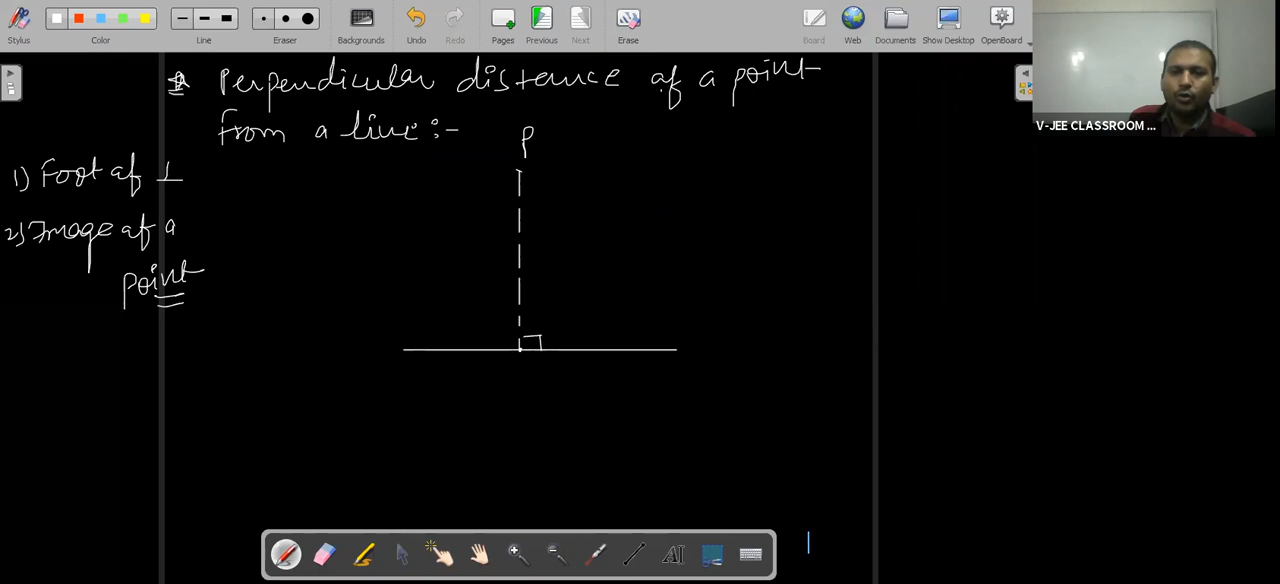 Stylus
Color
Line
Eraser
Backgrounds
Undo
Redo
Pages
Previous
Next
Erase
Board
Web
Documents
Show Desktop
OpenBoard
V-JEE CLASSROOM ...
Perpendicular distance of a point
from a line :-
P
1) Foot of ⊥
2) Image of a
point
AI